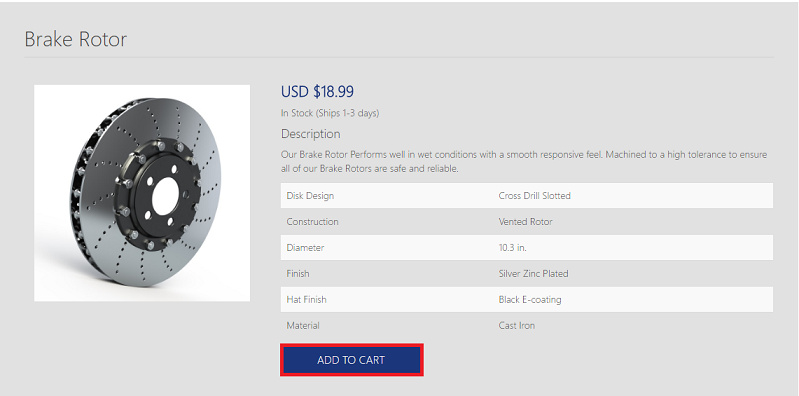 Brake Rotor
USD $18.99
In Stock (Ships 1-3 days)
Description
Our Brake Rotor Performs well in wet conditions with a smooth responsive feel. Machined to a high tolerance to ensure
all of our Brake Rotors are safe and reliable.
Disk Design Cross Drill Slotted
Construction Vented Rotor
Diameter 10.3 in.
Finish Silver Zinc Plated
Hat Finish Black E-coating
Material Cast Iron
ADD TO CART